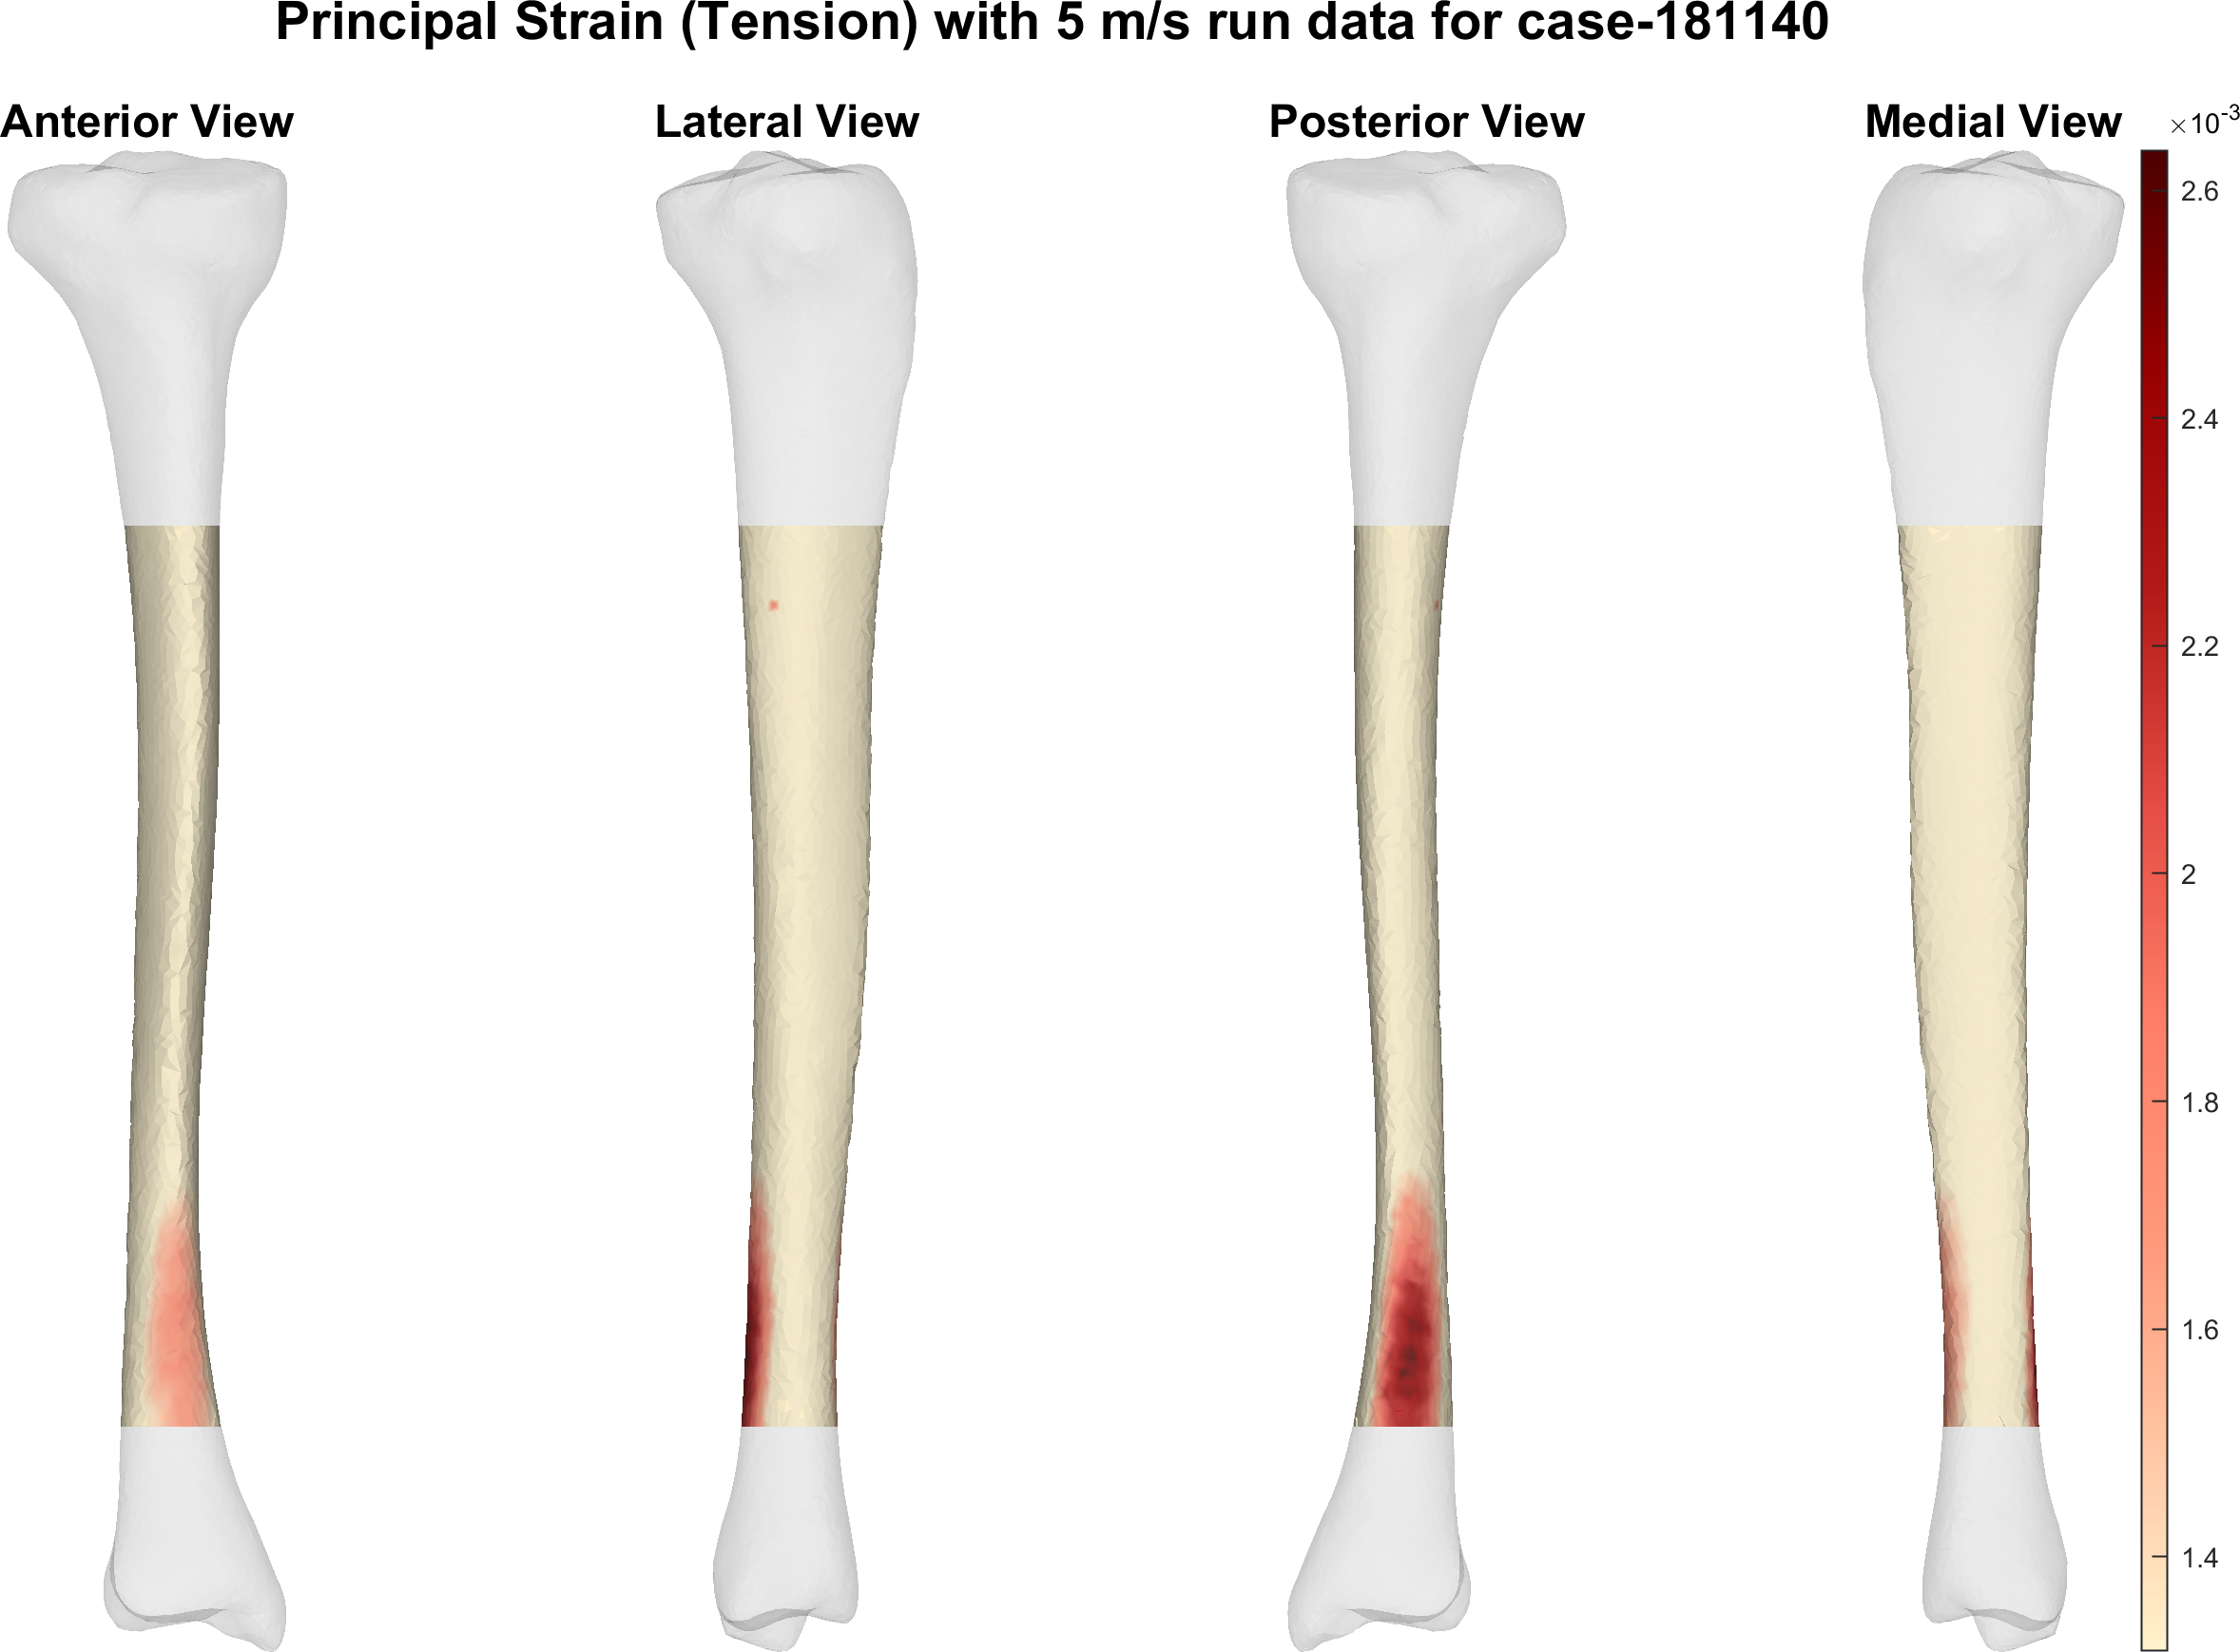 Principal Strain (Tension) with 5 m/s run data for case-181140
Anterior View
Lateral View
Posterior View
Medial View
×10-3
2.6
2.4
2.2
2
1.8
1.6
1.4